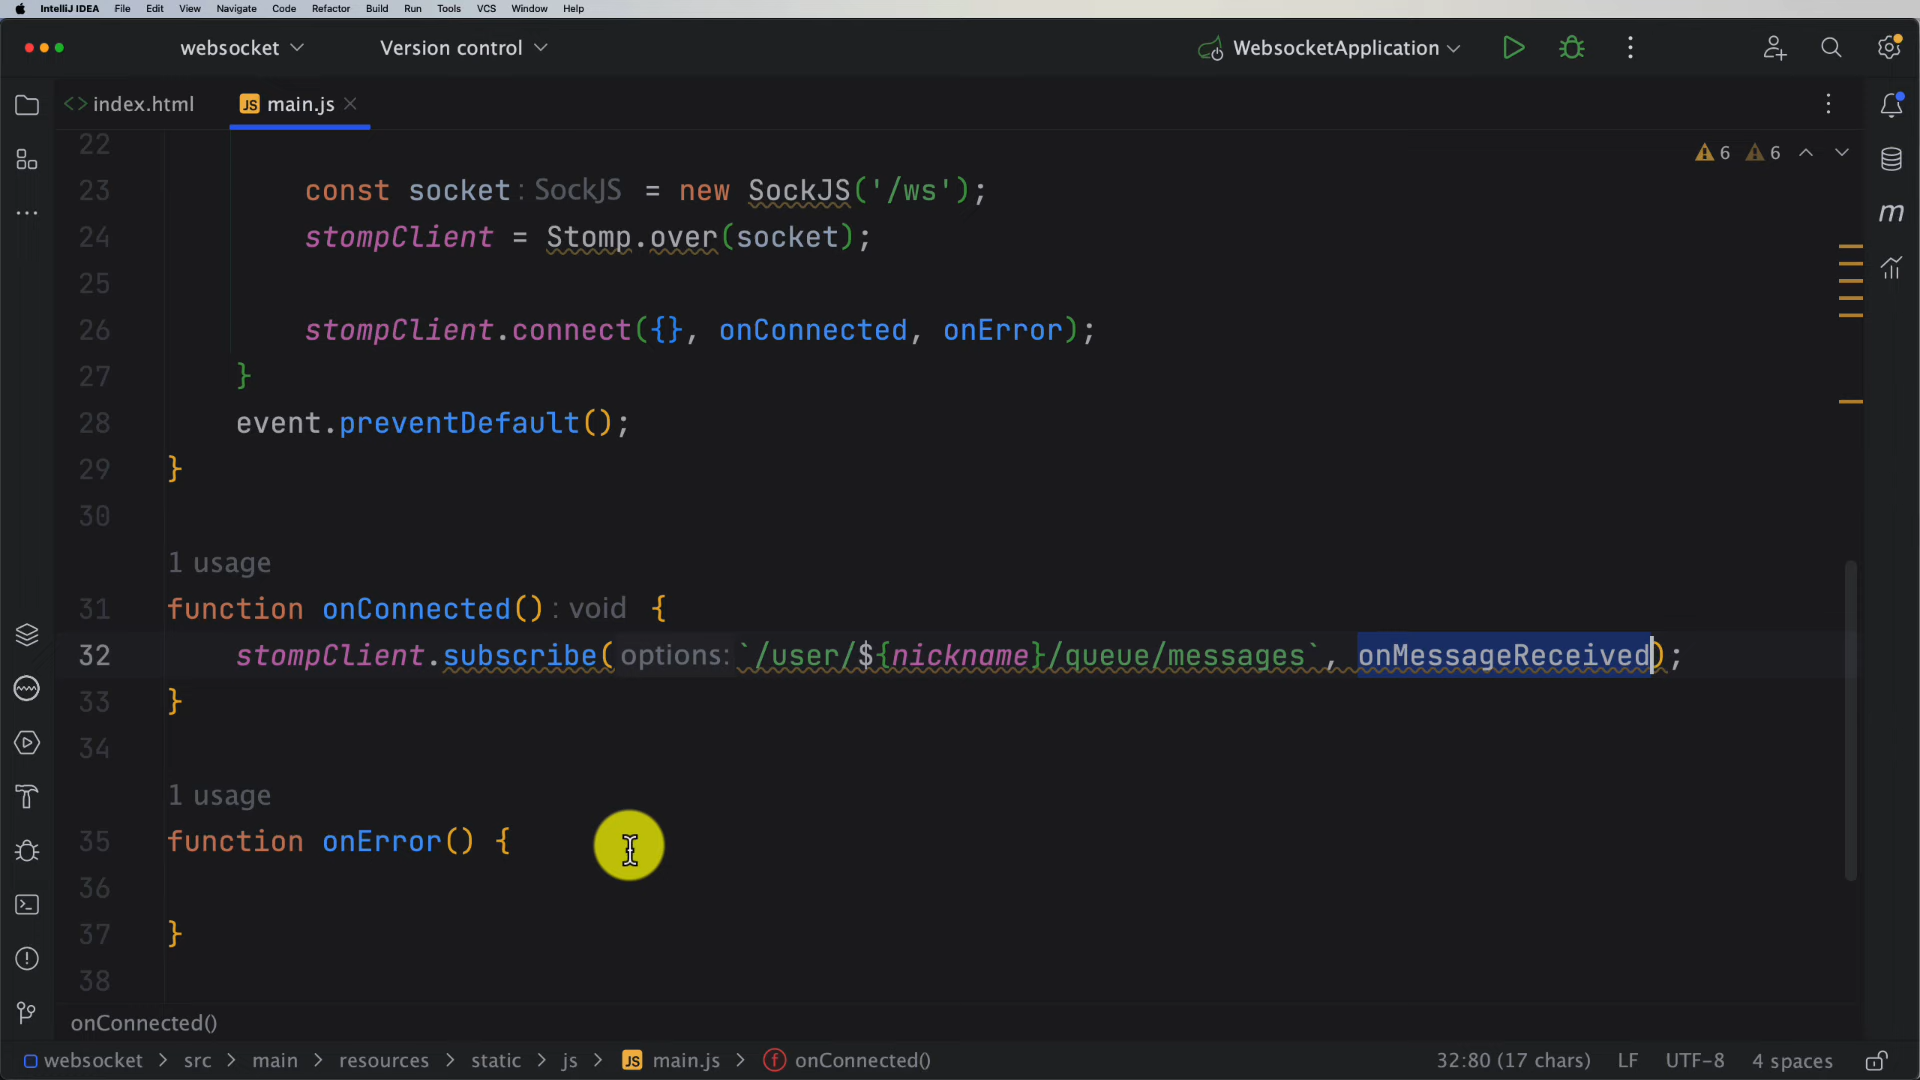 IntelliJ IDEA File Edit View Navigate Code Refactor Build Run Tools VCS Window Help
websocket Version control WebsocketApplication
index.html JS main.js
6 6
22
23 const socket: SockJS = new SockJS('/ws');
24 stompClient = Stomp.over(socket);
25
26 stompClient.connect({}, onConnected, onError);
27 }
28 event.preventDefault();
29 }
30
1 usage
31 function onConnected(): void {
32 stompClient.subscribe( options: `/user/${nickname}/queue/messages`, onMessageReceived);
33 }
34
1 usage
35 function onError() {
36
37 }
38
onConnected()
websocket > src > main > resources > static > js > JS main.js > f onConnected() 32:80 (17 chars) LF UTF-8 4 spaces